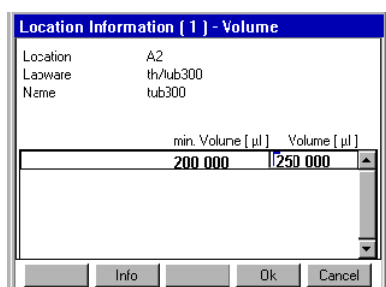 Location Information ( 1 ) - Volume
Location A2
Labware th/tub300
Name tub300
min. Volume [ µl ] Volume [ µl ]
200 000 250 000
Info Ok Cancel